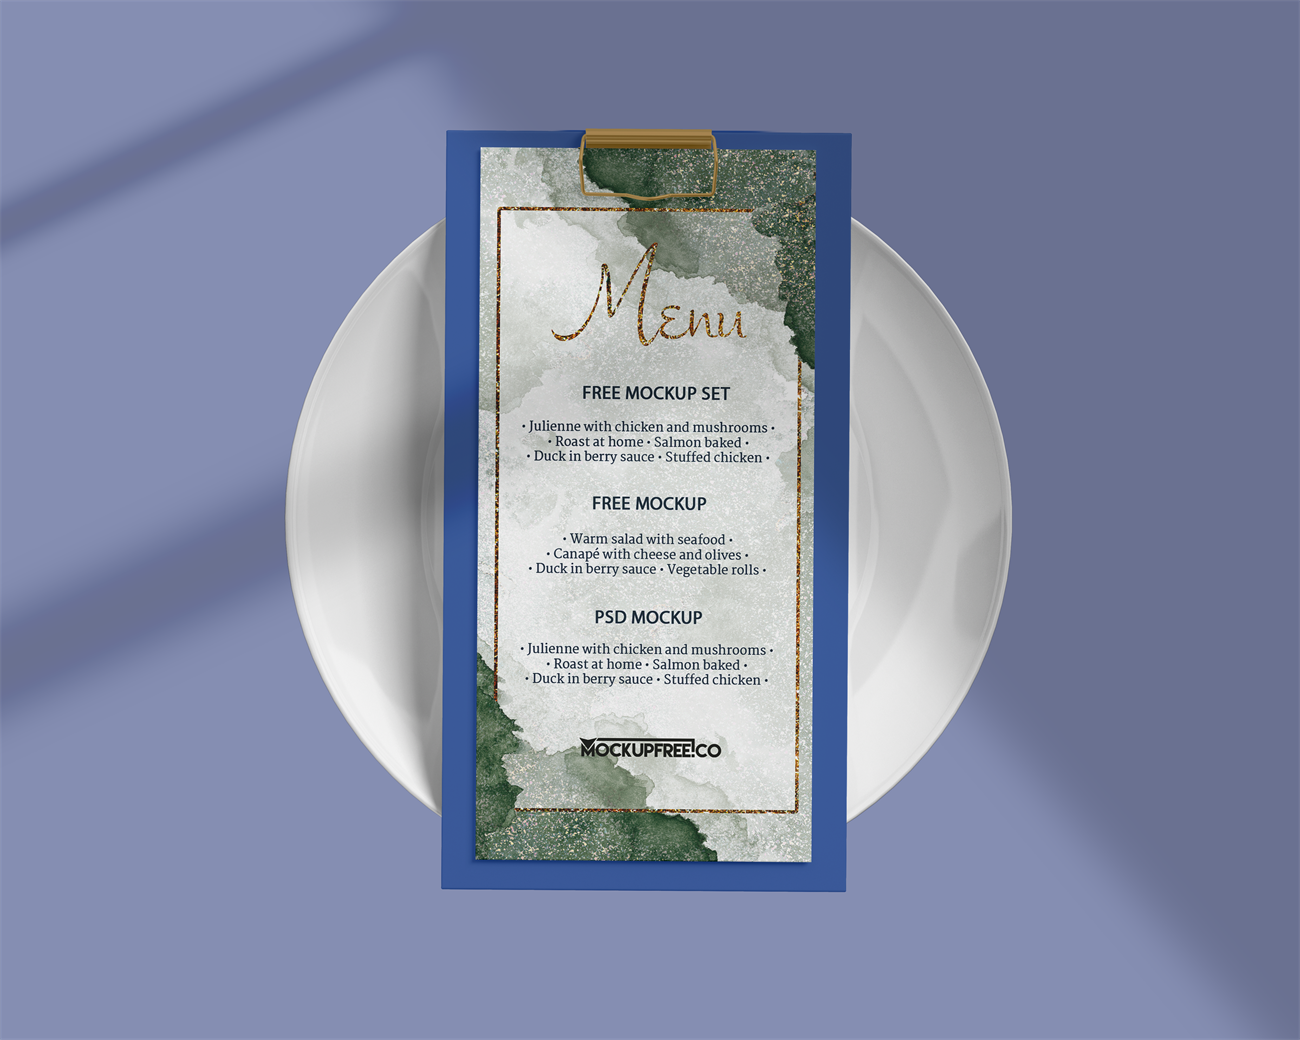 Menu
FREE MOCKUP SET
• Julienne with chicken and mushrooms •
• Roast at home • Salmon baked •
• Duck in berry sauce • Stuffed chicken •
FREE MOCKUP
• Warm salad with seafood •
• Canapé with cheese and olives •
• Duck in berry sauce • Vegetable rolls •
PSD MOCKUP
• Julienne with chicken and mushrooms •
• Roast at home • Salmon baked •
• Duck in berry sauce • Stuffed chicken •
MOCKUPFREE!CO